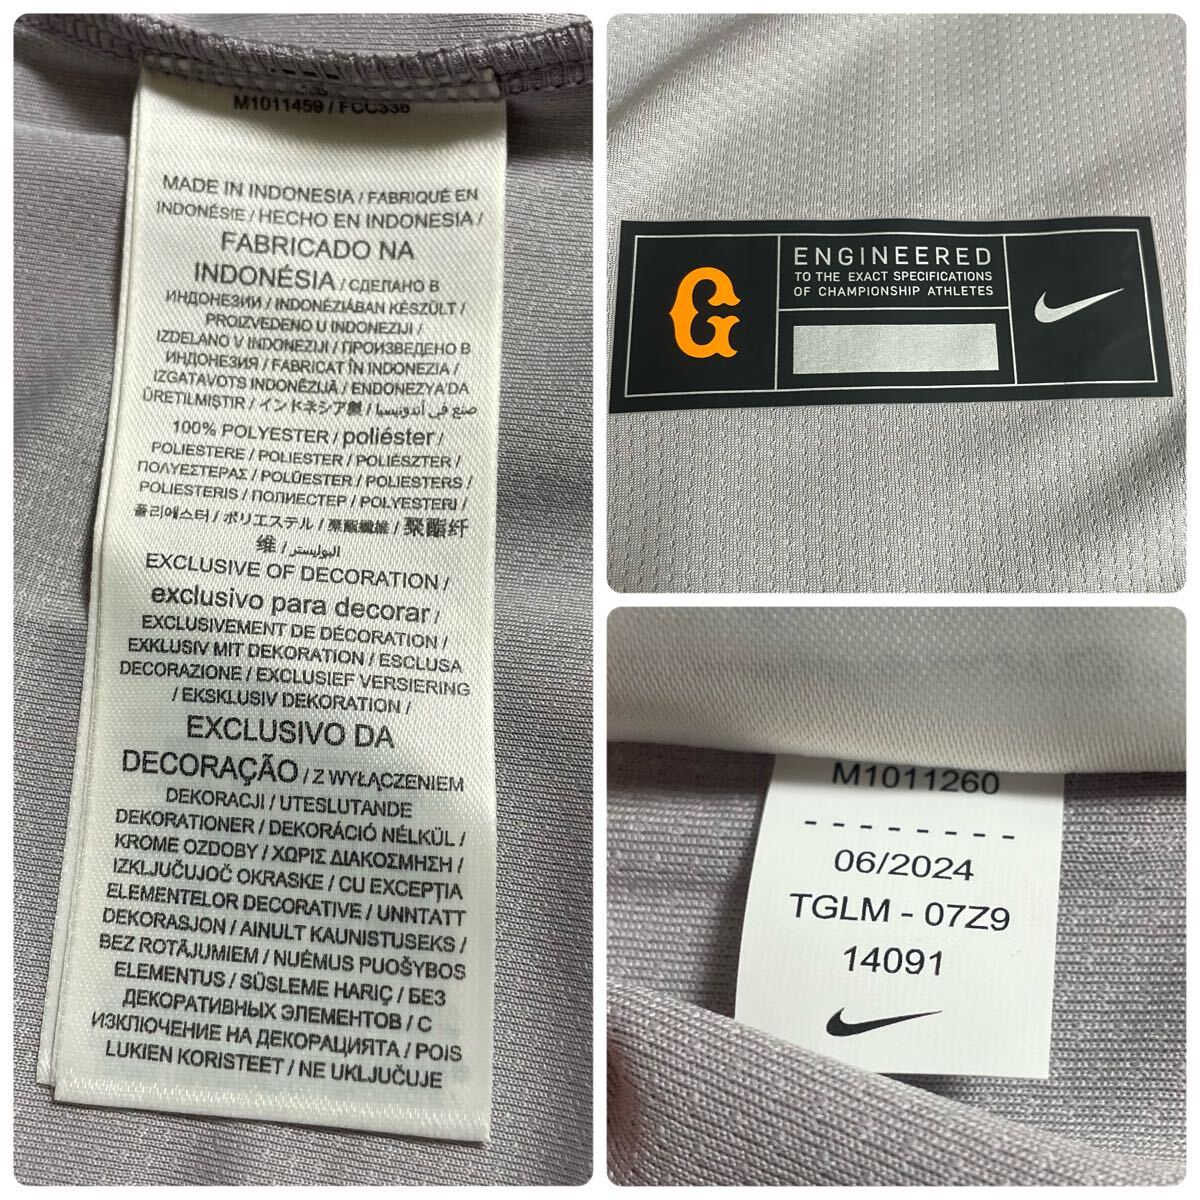 M1011459 / FCC336
MADE IN INDONESIA / FABRIQUÉ EN
INDONÉSIE / HECHO EN INDONESIA /
FABRICADO NA
INDONÉSIA / СДЕЛАНО В
ИНДОНЕЗИИ / INDONÉZIÁBAN KÉSZÜLT /
PROIZVEDENO U INDONEZIJI /
IZDELANO V INDONEZIJI / ПРОИЗВЕДЕНО В
ИНДОНЕЗИЯ / FABRICAT ÎN INDONEZIA /
IZGATAVOTS INDONĒZIJĀ / ENDONEZYA'DA
ÜRETILMIŞTIR / インドネシア製 / صنع في أندونيسيا
100% POLYESTER / poliéster /
POLIESTERE / POLIESTER / POLIÉSZTER /
ΠΟΛΥΕΣΤΕΡΑΣ / POLÜESTER / POLIESTERS /
POLIESTERIS / ПОЛИЕСТЕР / POLYESTERI /
폴리에스터 / ポリエステル / 聚酯纖維 / 聚酯纤
维 / البوليستر
EXCLUSIVE OF DECORATION /
exclusivo para decorar /
EXCLUSIVEMENT DE DÉCORATION /
EXKLUSIV MIT DEKORATION / ESCLUSA
DECORAZIONE / EXCLUSIEF VERSIERING
/ EKSKLUSIV DEKORATION /
EXCLUSIVO DA
DECORAÇÃO / Z WYŁĄCZENIEM
DEKORACJI / UTESLUTANDE
DEKORATIONER / DEKORÁCIÓ NÉLKÜL /
KROME OZDOBY / ΧΩΡΙΣ ΔΙΑΚΟΣΜΗΣΗ /
IZKLJUČUJOČ OKRASKE / CU EXCEPŢIA
ELEMENTELOR DECORATIVE / UNNTATT
DEKORASJON / AINULT KAUNISTUSEKS /
BEZ ROTĀJUMIEM / NUĖMUS PUOŠYBOS
ELEMENTUS / SÜSLEME HARIÇ / БЕЗ
ДЕКОРАТИВНЫХ ЭЛЕМЕНТОВ / С
ИЗКЛЮЧЕНИЕ НА ДЕКОРАЦИЯТА / POIS
LUKIEN KORISTEET / NE UKLJUČUJE
G
ENGINEERED
TO THE EXACT SPECIFICATIONS
OF CHAMPIONSHIP ATHLETES
M1011260
- - - - - - - - -
06/2024
TGLM - 07Z9
14091